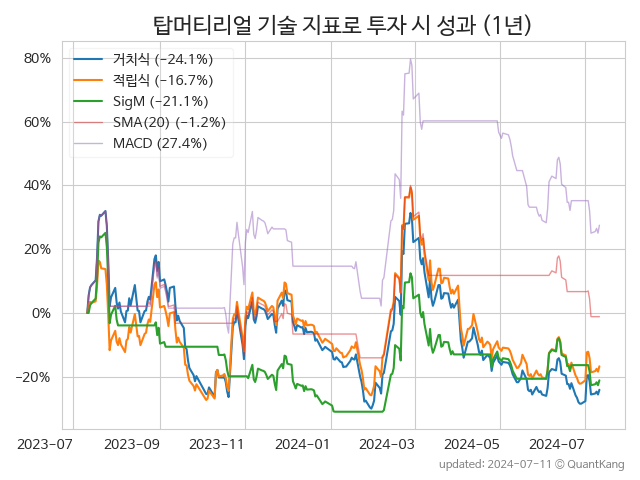 탑머티리얼 기술 지표로 투자 시 성과 (1년)
80%
60%
40%
20%
0%
−20%
거치식 (−24.1%)
적립식 (−16.7%)
SigM (−21.1%)
SMA(20) (−1.2%)
MACD (27.4%)
2023-07 2023-09 2023-11 2024-01 2024-03 2024-05 2024-07
updated: 2024-07-11 © QuantKang